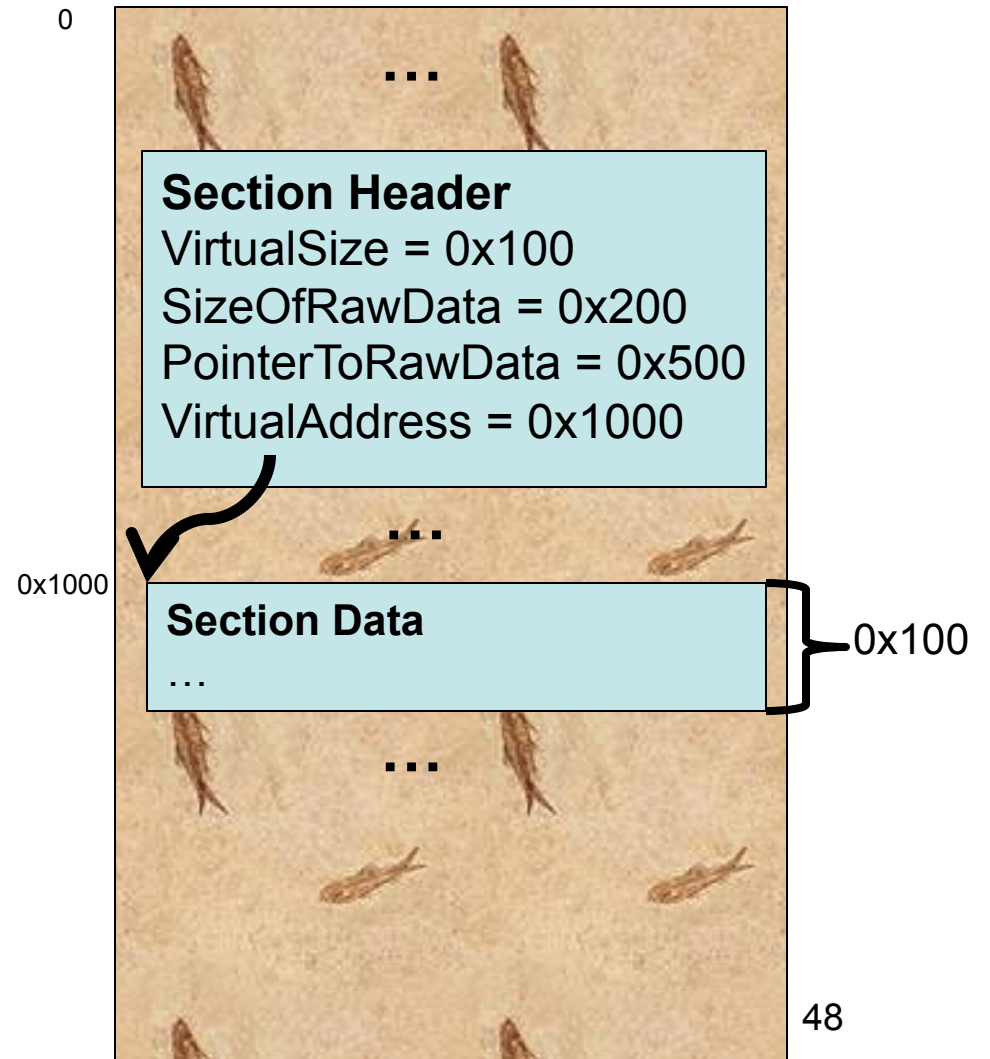 0
...
Section Header
VirtualSize = 0x100
SizeOfRawData = 0x200
PointerToRawData = 0x500
VirtualAddress = 0x1000
...
0x1000
Section Data
…
0x100
...
48